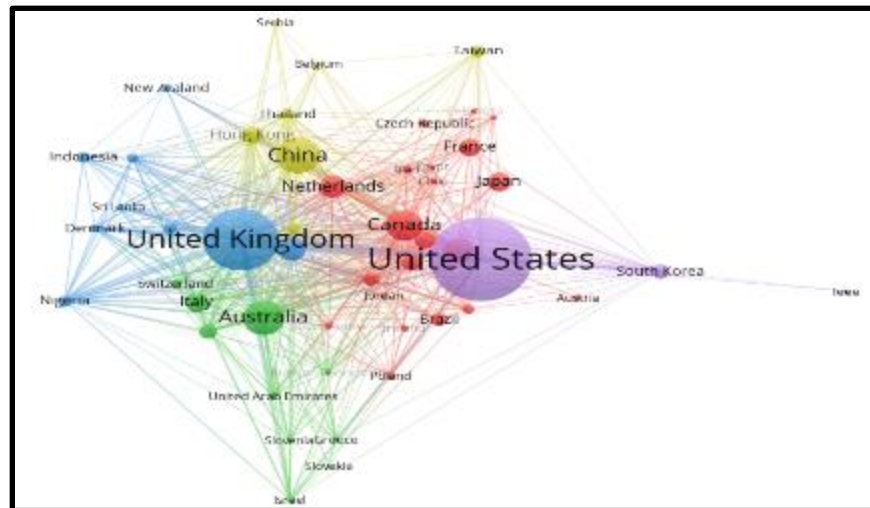 Serbia
Taiwan
Belgium
New Zealand
Thailand
Czech Republic
Hong Kong
France
China
Indonesia
Netherlands
Japan
Sri Lanka
Canada
Denmark
United Kingdom
United States
South Korea
Switzerland
Jordan
Ieee
Nigeria
Italy
Austria
Australia
Brazil
Poland
United Arab Emirates
Slovenia
Greece
Slovakia
Israel